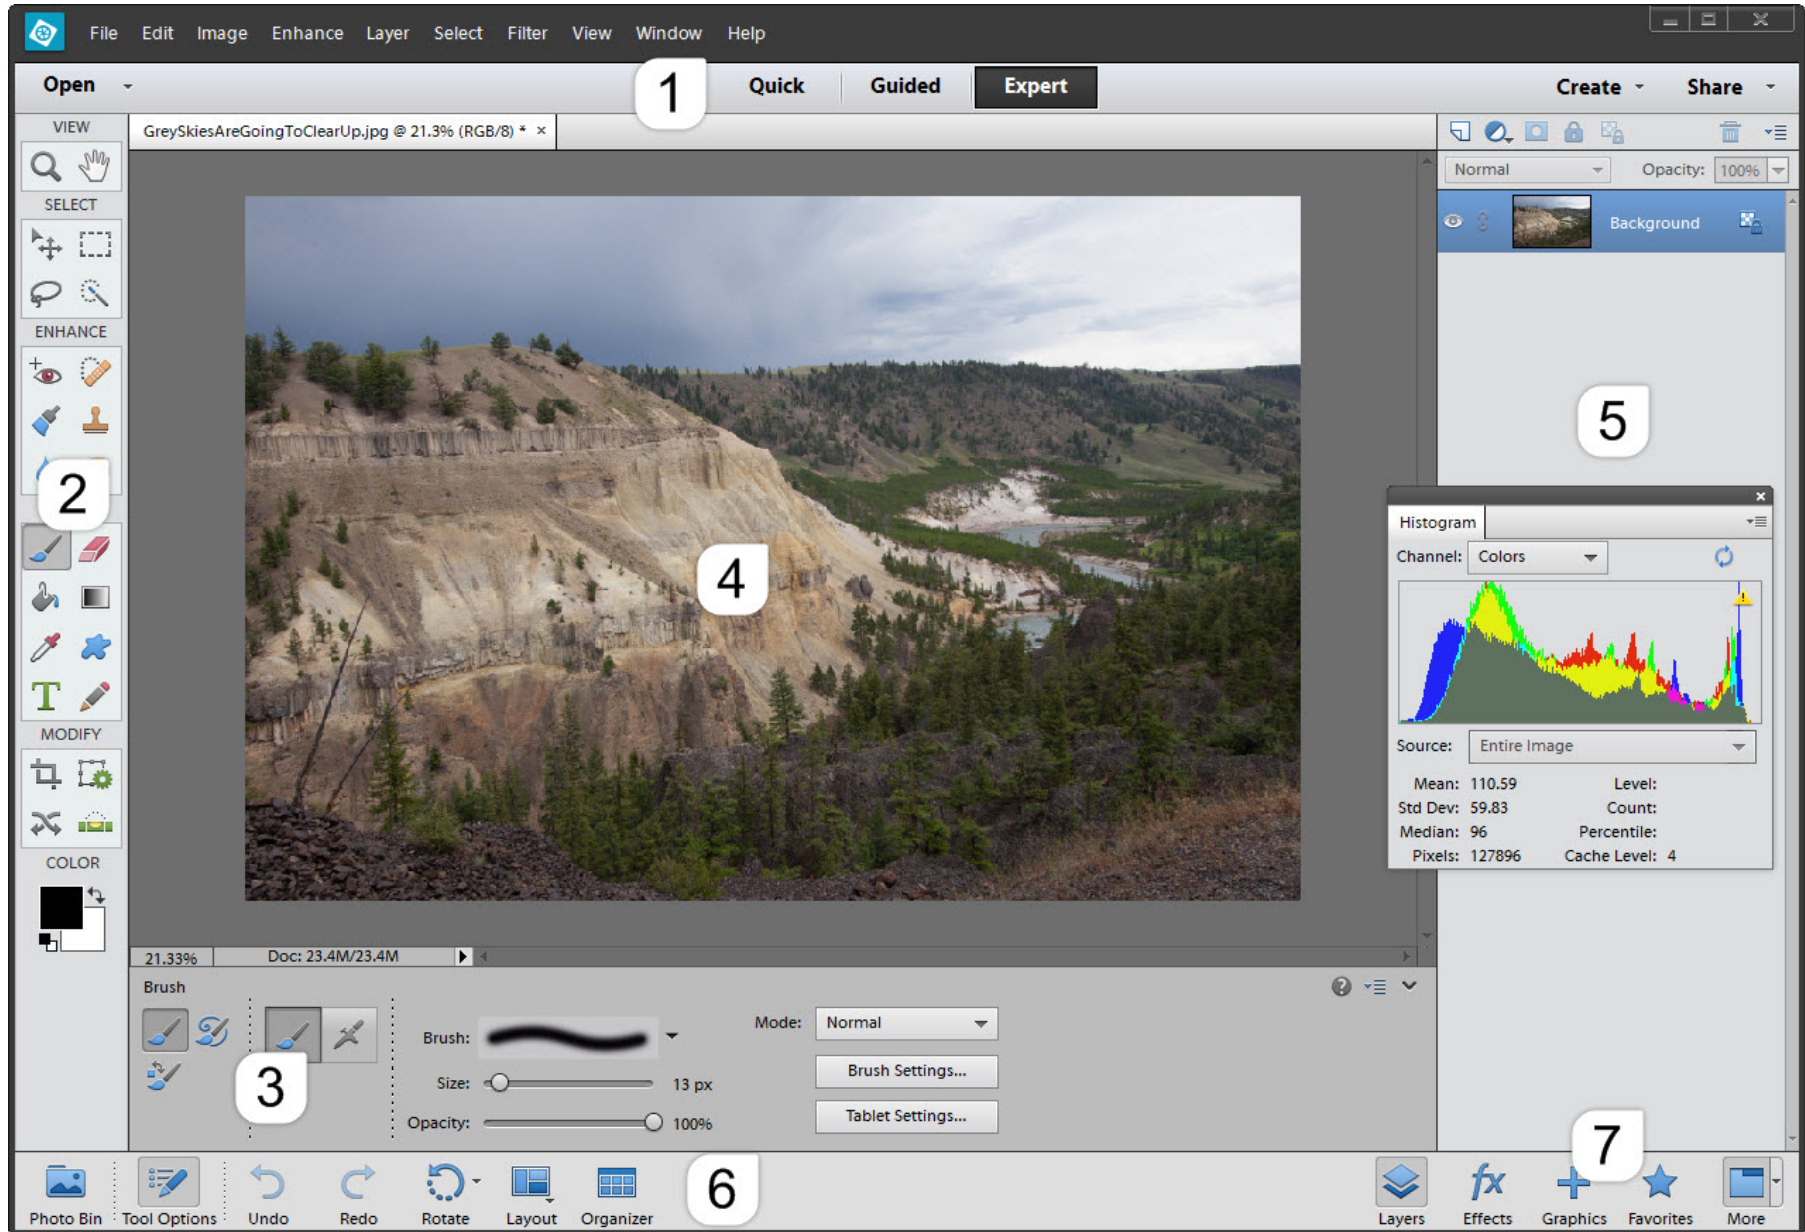 File Edit Image Enhance Layer Select Filter View Window Help
Open Quick Guided Expert Create Share
1
VIEW
GreySkiesAreGoingToClearUp.jpg @ 21.3% (RGB/8) * ×
Normal Opacity: 100%
SELECT
Background
ENHANCE
2
5
Histogram
Channel: Colors
4
T
Source: Entire Image
Mean: 110.59 Level:
Std Dev: 59.83 Count:
Median: 96 Percentile:
Pixels: 127896 Cache Level: 4
MODIFY
COLOR
21.33% Doc: 23.4M/23.4M
Brush
3
Brush:
Size: 13 px
Opacity: 100%
Mode: Normal
Brush Settings...
Tablet Settings...
6
7
fx
Photo Bin Tool Options Undo Redo Rotate Layout Organizer Layers Effects Graphics Favorites More